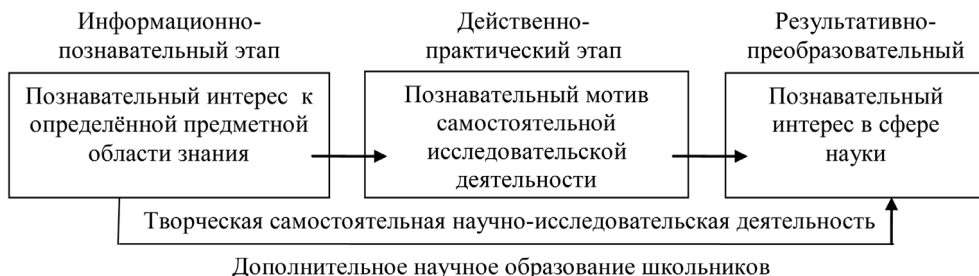 Информационно-
познавательный этап
Действенно-
практический этап
Результативно-
преобразовательный
Познавательный интерес к
определённой предметной
области знания
Познавательный мотив
самостоятельной
исследовательской
деятельности
Познавательный
интерес в сфере
науки
Творческая самостоятельная научно-исследовательская деятельность
Дополнительное научное образование школьников